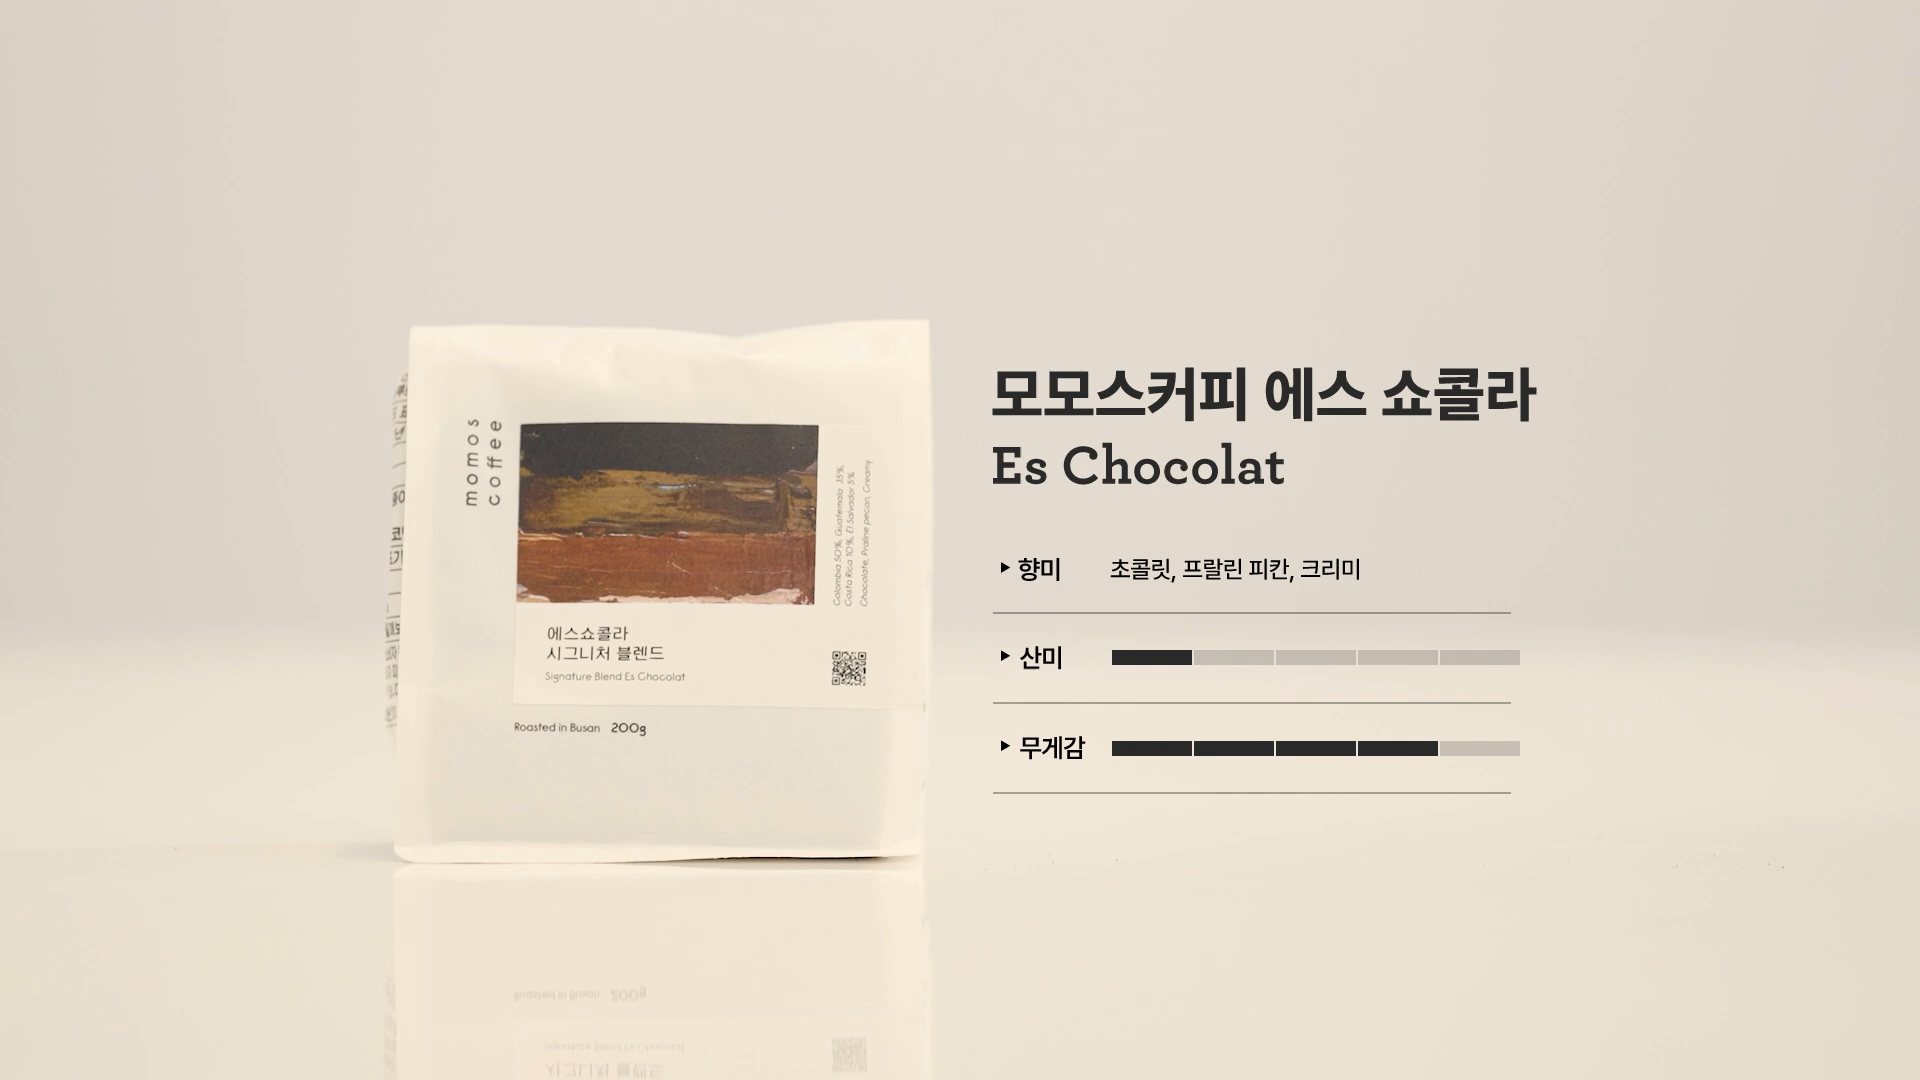 momos
coffee
Colombia 50%, Guatemala 35%,
Costa Rica 10%, El Salvador 5%
Chocolate, Praline pecan, Creamy
에스쇼콜라
시그니처 블렌드
Signature Blend Es Chocolat
Roasted in Busan 200g
모모스커피 에스 쇼콜라
Es Chocolat
향미 초콜릿, 프랄린 피칸, 크리미
산미
무게감